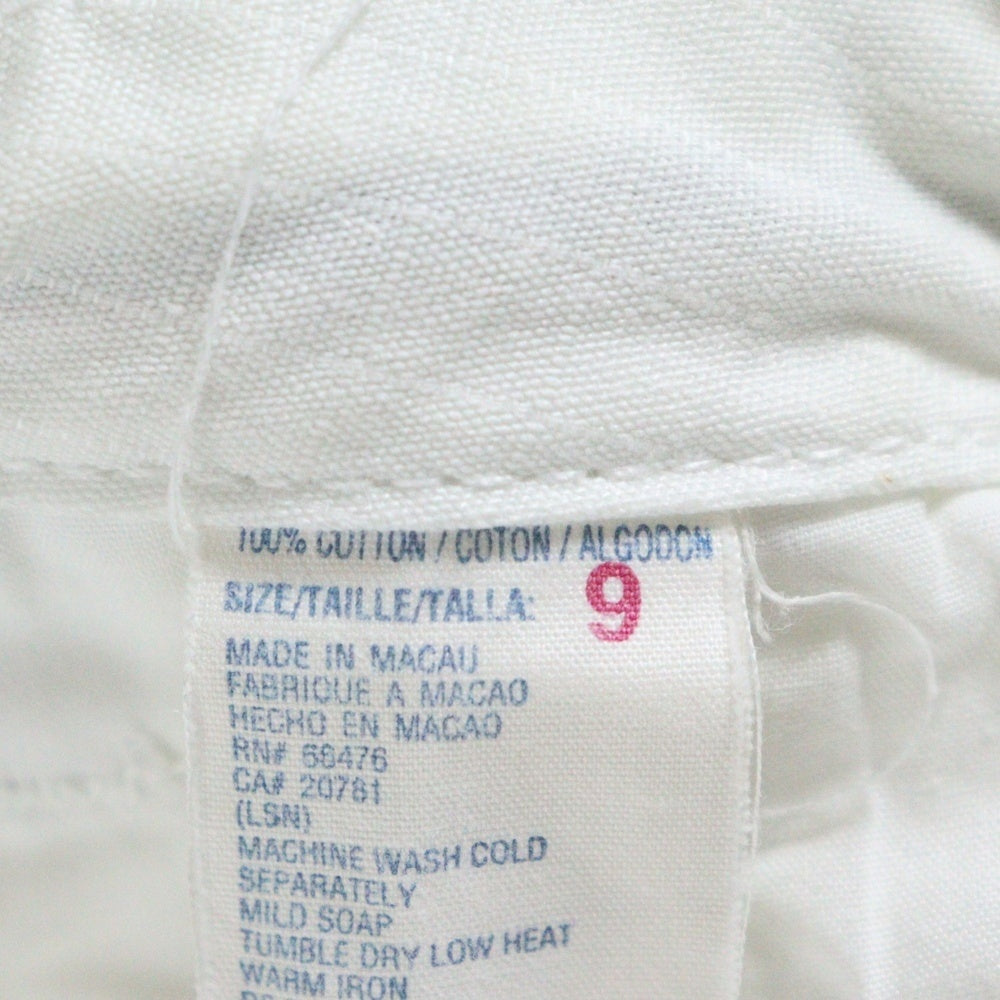 100% COTTON / COTON / ALGODON
SIZE/TAILLE/TALLA: 9
MADE IN MACAU
FABRIQUE A MACAO
HECHO EN MACAO
RN# 68476
CA# 20781
(LSN)
MACHINE WASH COLD
SEPARATELY
MILD SOAP
TUMBLE DRY LOW HEAT
WARM IRON